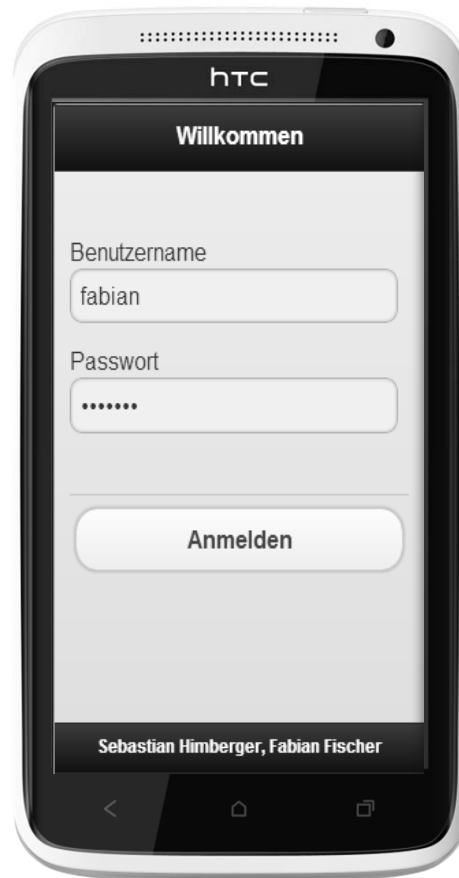 hTC
Willkommen
Benutzername
fabian
Passwort
•••••••
Anmelden
Sebastian Himberger, Fabian Fischer